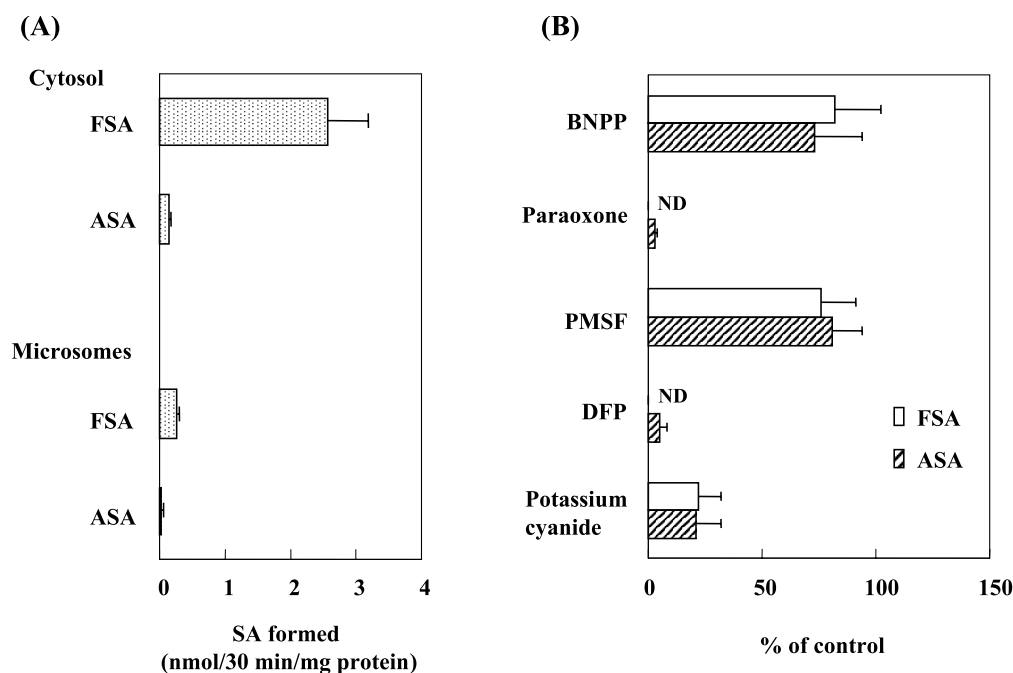 (A)
Cytosol
FSA
ASA
Microsomes
FSA
ASA
0 1 2 3 4
SA formed
(nmol/30 min/mg protein)
(B)
BNPP
Paraoxone
ND
PMSF
DFP
ND
FSA
ASA
Potassium
cyanide
0 50 100 150
% of control